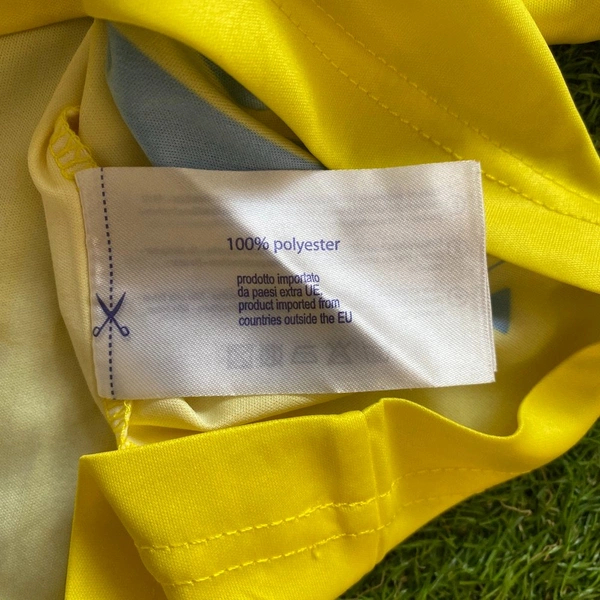 100% polyester
prodotto importato
da paesi extra UE.
product imported from
countries outside the EU